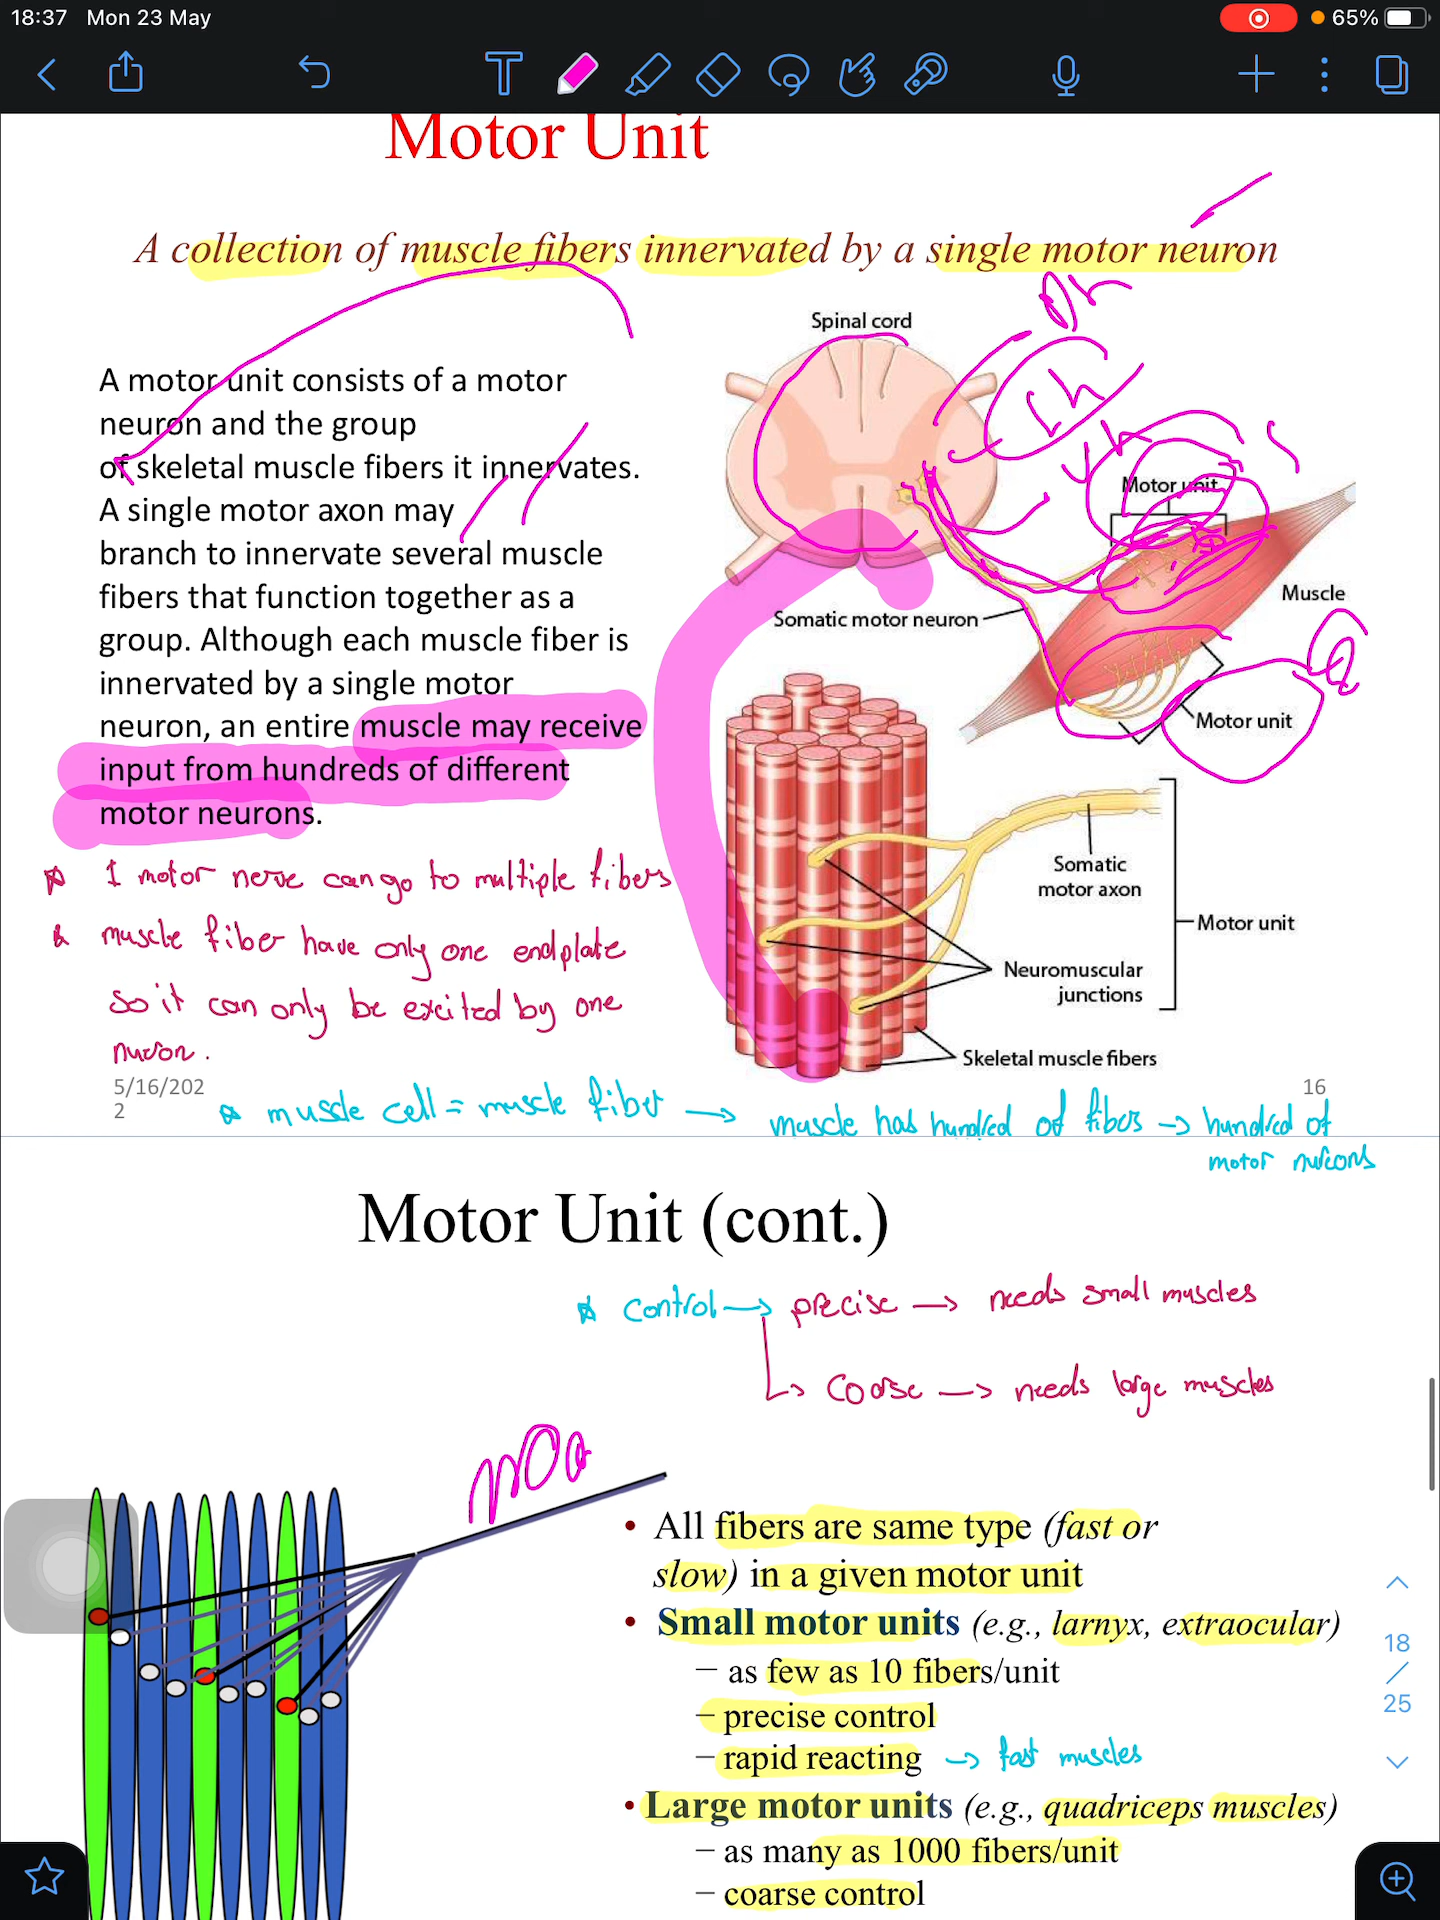 18:37 Mon 23 May
65%
Motor Unit
A collection of muscle fibers innervated by a single motor neuron
A motor unit consists of a motor
neuron and the group
of skeletal muscle fibers it innervates.
A single motor axon may
branch to innervate several muscle
fibers that function together as a
group. Although each muscle fiber is
innervated by a single motor
neuron, an entire muscle may receive
input from hundreds of different
motor neurons.
Spinal cord
Motor unit
Muscle
Somatic motor neuron
Motor unit
Somatic
motor axon
Motor unit
Neuromuscular
junctions
Skeletal muscle fibers
1 motor nerve can go to multiple fibers
muscle fiber have only one endplate
so it can only be excited by one
nuron.
5/16/202
2
16
muscle cell = muscle fiber → muscle has hundred of fibers → hundred of
motor nurons
Motor Unit (cont.)
control → precise → needs small muscles
↳ Coarse → needs large muscles
• All fibers are same type (fast or
slow) in a given motor unit
• Small motor units (e.g., larnyx, extraocular)
– as few as 10 fibers/unit
– precise control
– rapid reacting → fast muscles
• Large motor units (e.g., quadriceps muscles)
– as many as 1000 fibers/unit
– coarse control
18
/
25